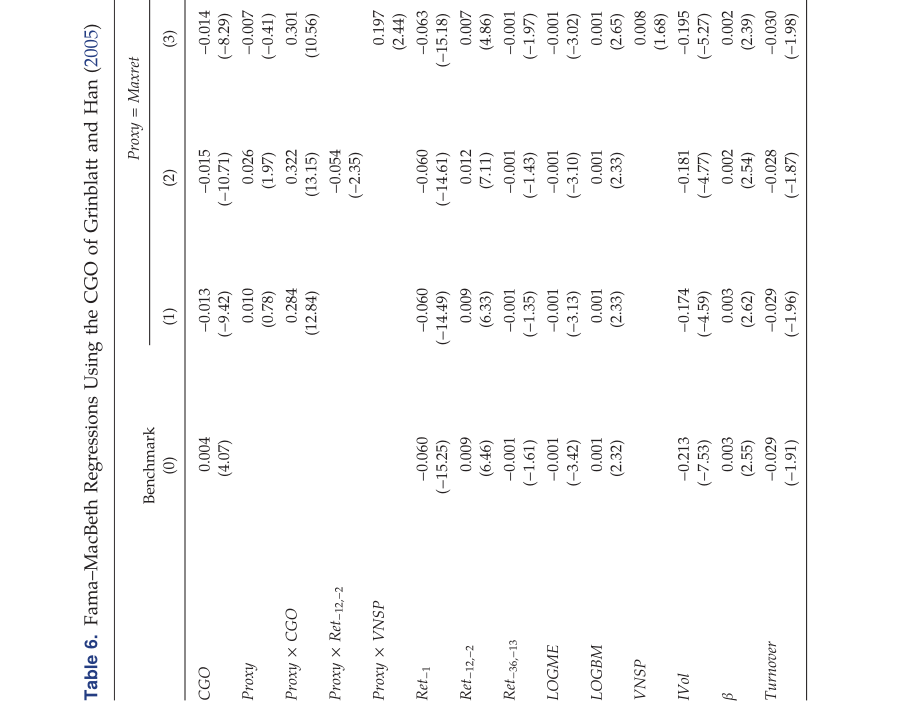 Table 6. Fama–MacBeth Regressions Using the CGO of Grinblatt and Han (2005)
Proxy = Maxret
Benchmark
(0) (1) (2) (3)
CGO 0.004 −0.013 −0.015 −0.014
(4.07) (−9.42) (−10.71) (−8.29)
Proxy 0.010 0.026 −0.007
(0.78) (1.97) (−0.41)
Proxy × CGO 0.284 0.322 0.301
(12.84) (13.15) (10.56)
Proxy × Ret−12,−2 −0.054
(−2.35)
Proxy × VNSP 0.197
(2.44)
Ret−1 −0.060 −0.060 −0.060 −0.063
(−15.25) (−14.49) (−14.61) (−15.18)
Ret−12,−2 0.009 0.009 0.012 0.007
(6.46) (6.33) (7.11) (4.86)
Ret−36,−13 −0.001 −0.001 −0.001 −0.001
(−1.61) (−1.35) (−1.43) (−1.97)
LOGME −0.001 −0.001 −0.001 −0.001
(−3.42) (−3.13) (−3.10) (−3.02)
LOGBM 0.001 0.001 0.001 0.001
(2.32) (2.33) (2.33) (2.65)
VNSP 0.008
(1.68)
IVol −0.213 −0.174 −0.181 −0.195
(−7.53) (−4.59) (−4.77) (−5.27)
β 0.003 0.003 0.002 0.002
(2.55) (2.62) (2.54) (2.39)
Turnover −0.029 −0.029 −0.028 −0.030
(−1.91) (−1.96) (−1.87) (−1.98)